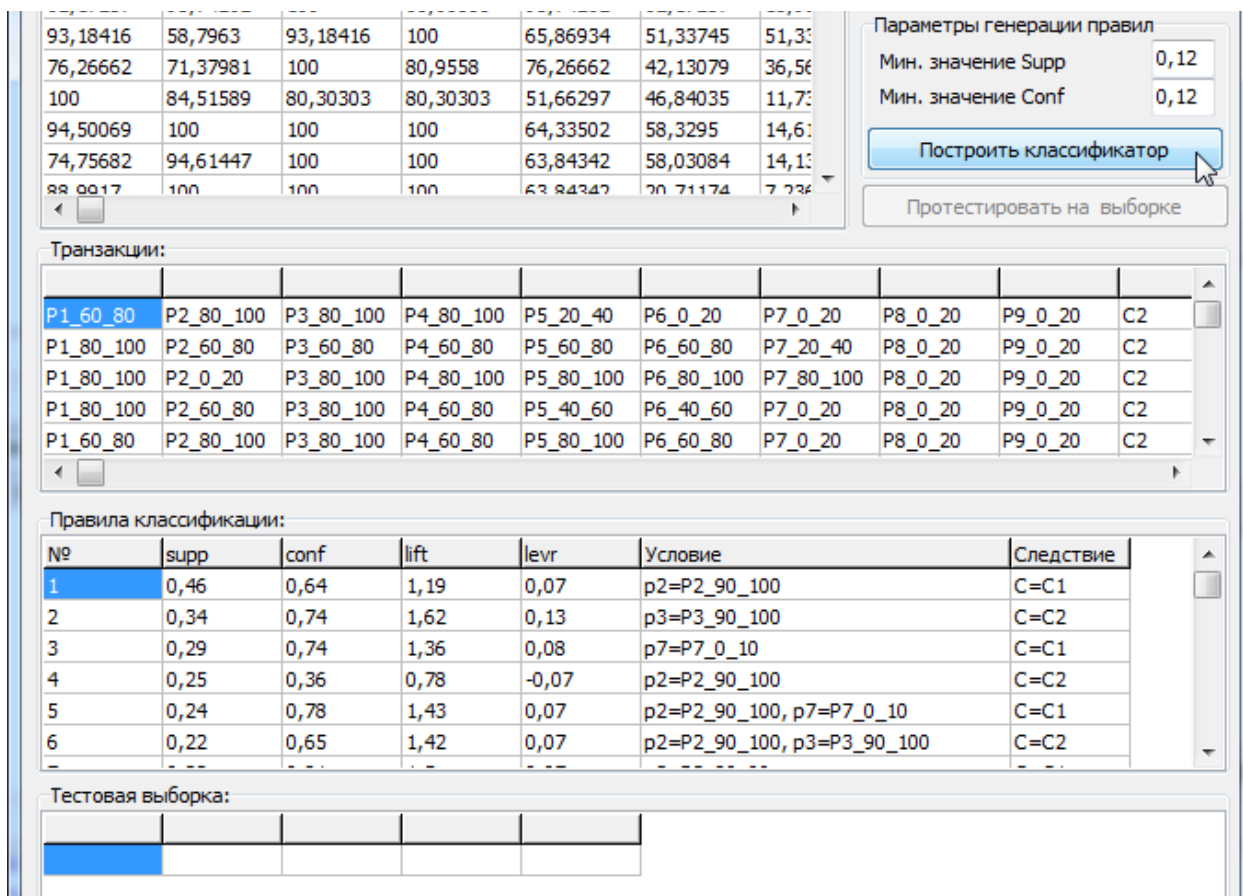 93,18416 58,7963 93,18416 100 65,86934 51,33745
76,26662 71,37981 100 80,9558 76,26662 42,13079
100 84,51589 80,30303 80,30303 51,66297 46,84035
94,50069 100 100 100 64,33502 58,3295
74,75682 94,61447 100 100 63,84342 58,03084
88,9917 100 100 100 63,84342 20,71174
Параметры генерации правил
Мин. значение Supp 0,12
Мин. значение Conf 0,12
Построить классификатор
Протестировать на выборке
Транзакции:
P1_60_80 P2_80_100 P3_80_100 P4_80_100 P5_20_40 P6_0_20 P7_0_20 P8_0_20 P9_0_20 C2
P1_80_100 P2_60_80 P3_60_80 P4_60_80 P5_60_80 P6_60_80 P7_20_40 P8_0_20 P9_0_20 C2
P1_80_100 P2_0_20 P3_80_100 P4_80_100 P5_80_100 P6_80_100 P7_80_100 P8_0_20 P9_0_20 C2
P1_80_100 P2_60_80 P3_80_100 P4_60_80 P5_40_60 P6_40_60 P7_0_20 P8_0_20 P9_0_20 C2
P1_60_80 P2_80_100 P3_80_100 P4_60_80 P5_80_100 P6_60_80 P7_0_20 P8_0_20 P9_0_20 C2
Правила классификации:
№ supp conf lift levr Условие Следствие
1 0,46 0,64 1,19 0,07 p2=P2_90_100 C=C1
2 0,34 0,74 1,62 0,13 p3=P3_90_100 C=C2
3 0,29 0,74 1,36 0,08 p7=P7_0_10 C=C1
4 0,25 0,36 0,78 -0,07 p2=P2_90_100 C=C2
5 0,24 0,78 1,43 0,07 p2=P2_90_100, p7=P7_0_10 C=C1
6 0,22 0,65 1,42 0,07 p2=P2_90_100, p3=P3_90_100 C=C2
Тестовая выборка: